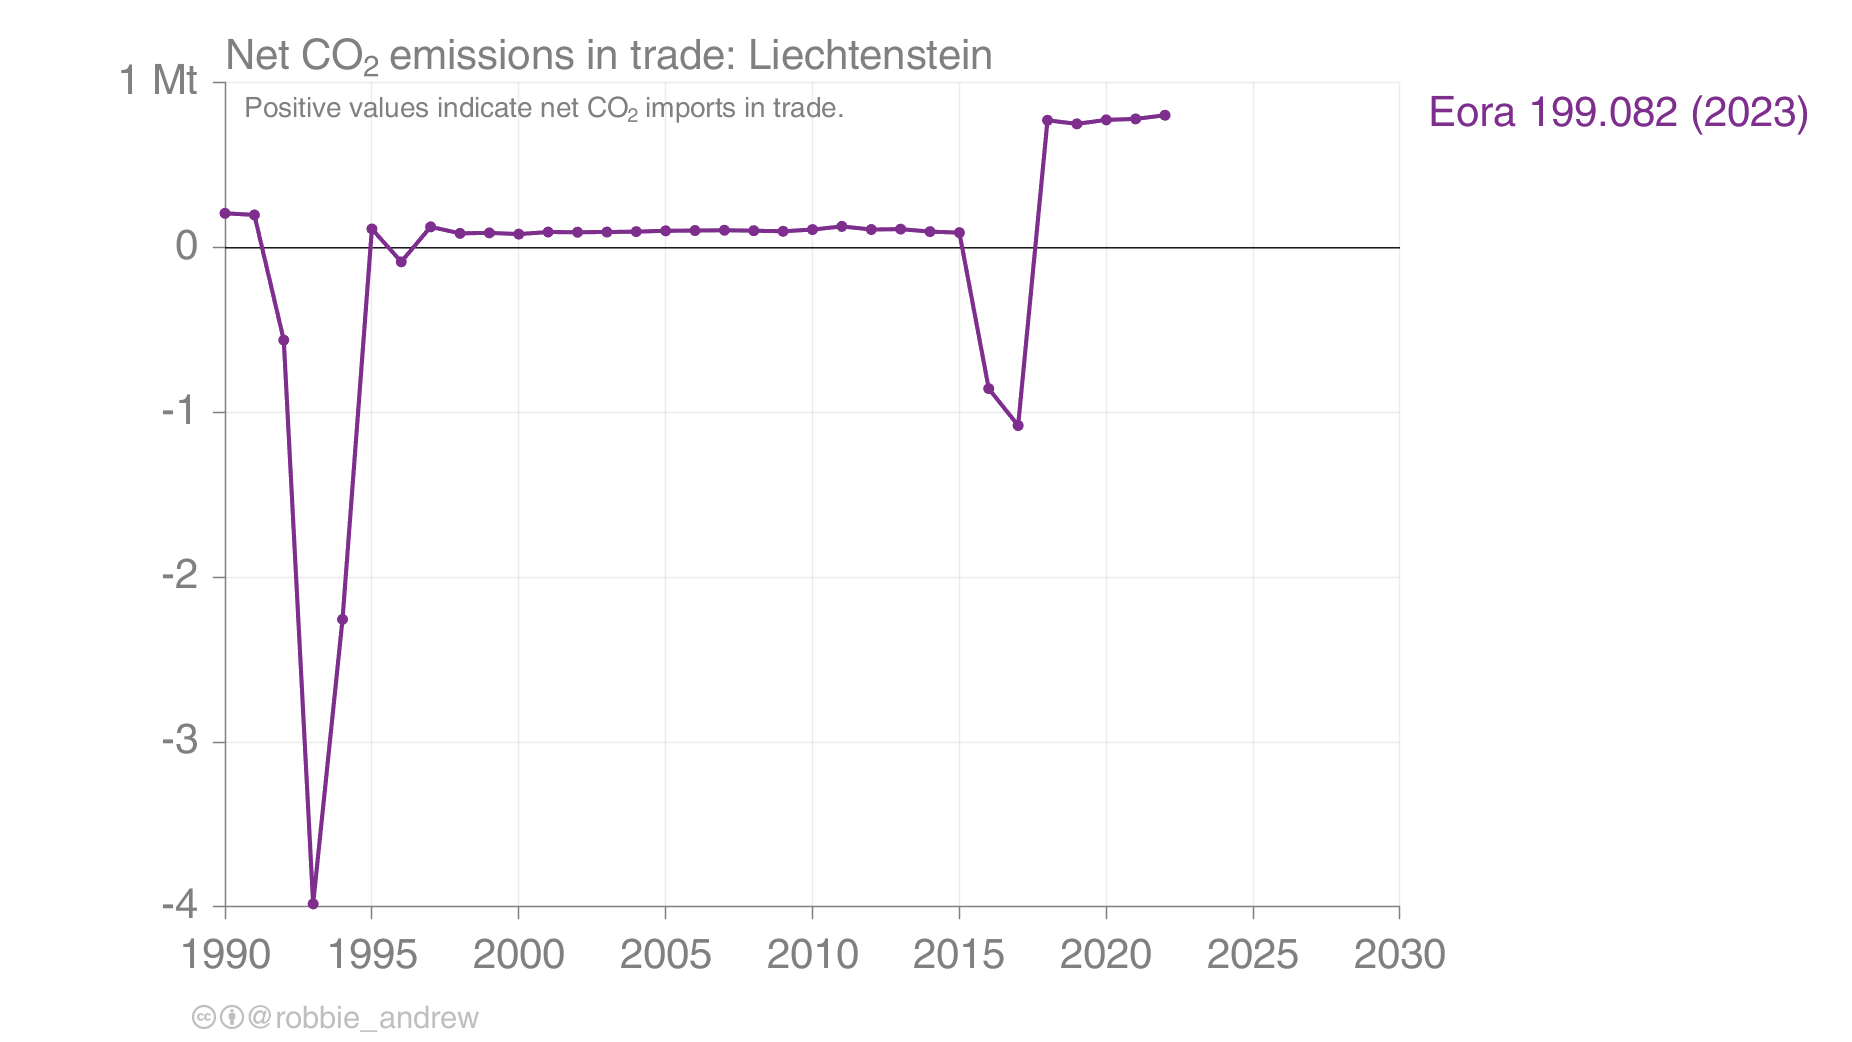 Net CO₂ emissions in trade: Liechtenstein
1 Mt
Positive values indicate net CO₂ imports in trade.
Eora 199.082 (2023)
0
-1
-2
-3
-4
1990 1995 2000 2005 2010 2015 2020 2025 2030
@robbie_andrew